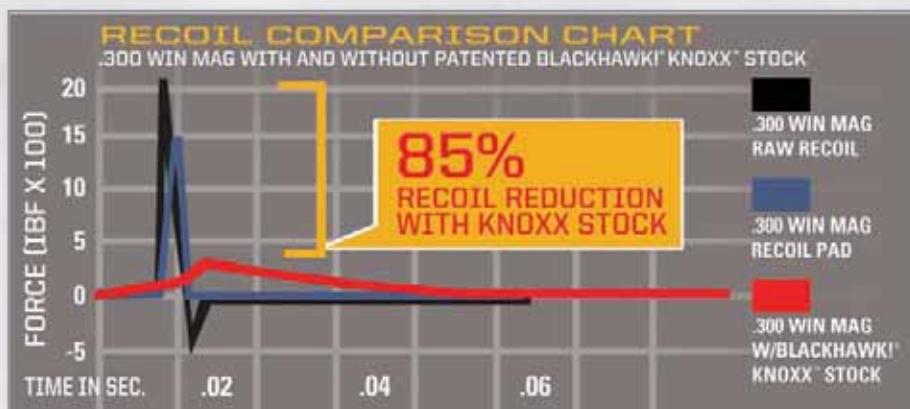 RECOIL COMPARISON CHART
.300 WIN MAG WITH AND WITHOUT PATENTED BLACKHAWK!® KNOXX™ STOCK
FORCE (IBF X 100)
20
15
10
5
0
-5
85%
RECOIL REDUCTION
WITH KNOXX STOCK
.300 WIN MAG
RAW RECOIL
.300 WIN MAG
RECOIL PAD
.300 WIN MAG
W/BLACKHAWK!®
KNOXX™ STOCK
TIME IN SEC. .02 .04 .06